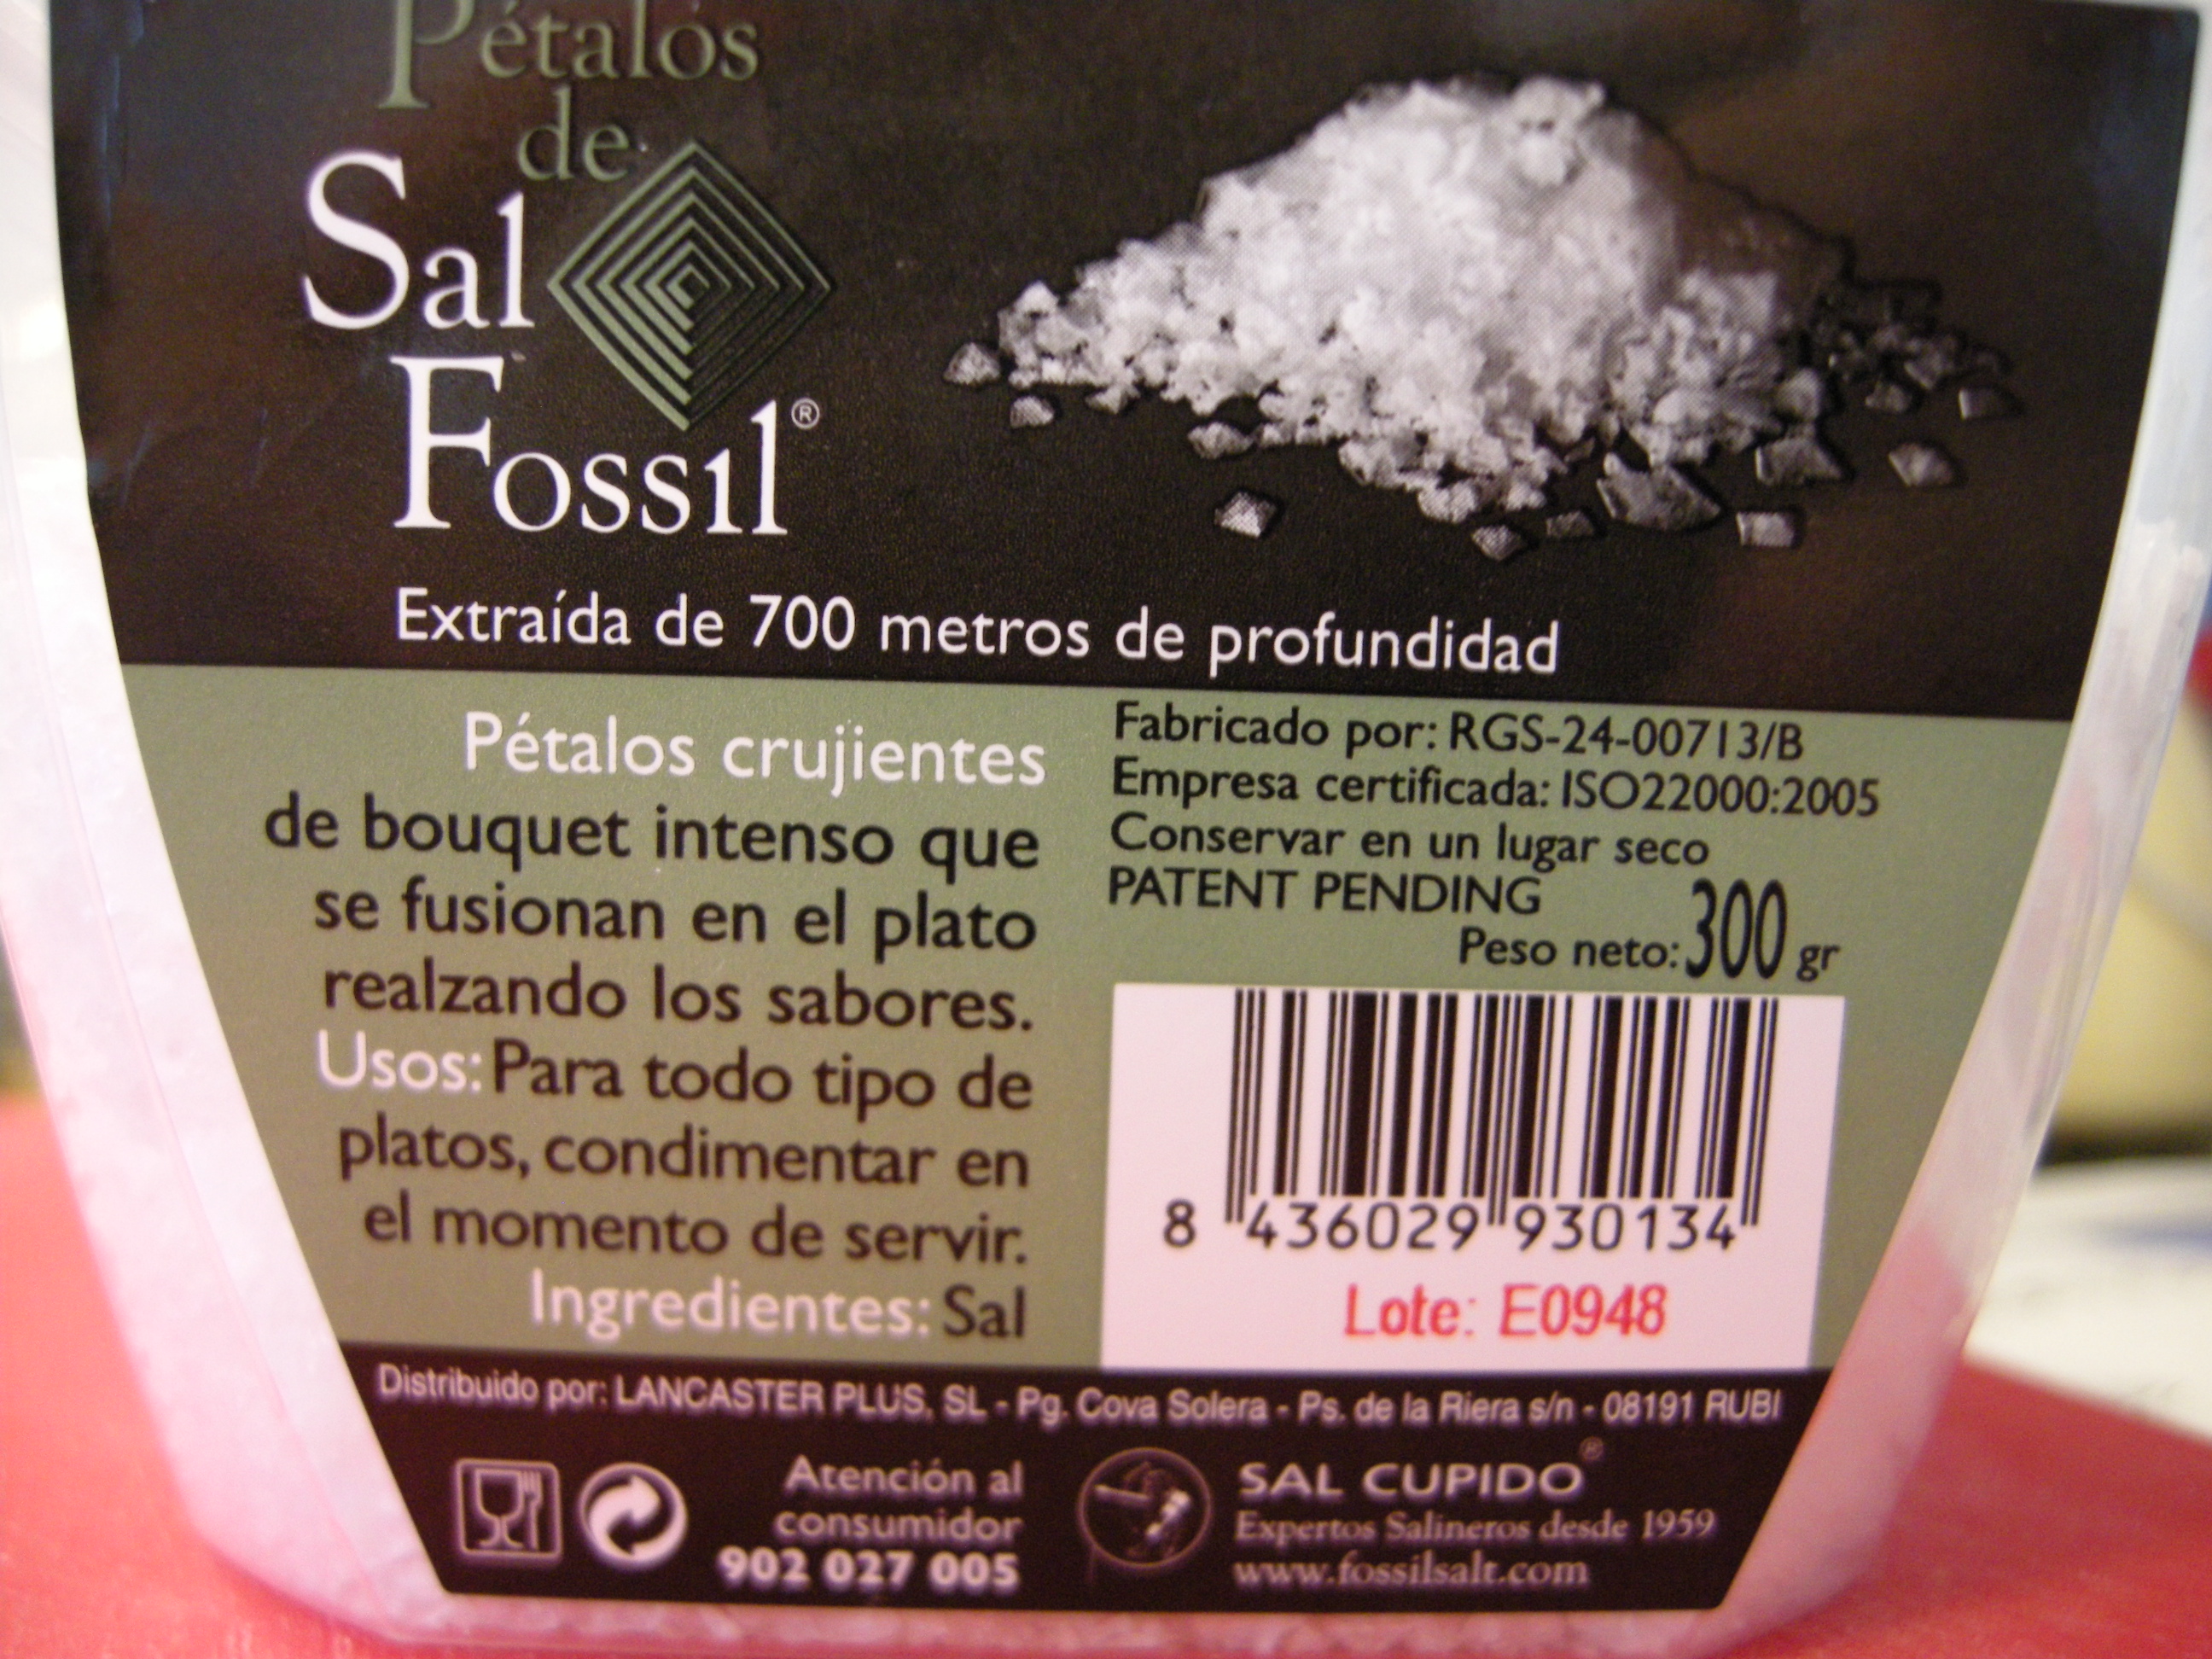 Pétalos
de
Sal
Fossil®
Extraída de 700 metros de profundidad
Pétalos crujientes
de bouquet intenso que
se fusionan en el plato
realzando los sabores.
Usos: Para todo tipo de
platos, condimentar en
el momento de servir.
Ingredientes: Sal
Fabricado por: RGS-24-00713/B
Empresa certificada: ISO22000:2005
Conservar en un lugar seco
PATENT PENDING
Peso neto: 300 gr
8 436029 930134
Lote: E0948
Distribuido por: LANCASTER PLUS, SL - Pg. Cova Solera - Ps. de la Riera s/n - 08191 RUBI
Atención al
consumidor
902 027 005
SAL CUPIDO®
Expertos Salineros desde 1959
www.fossilsalt.com